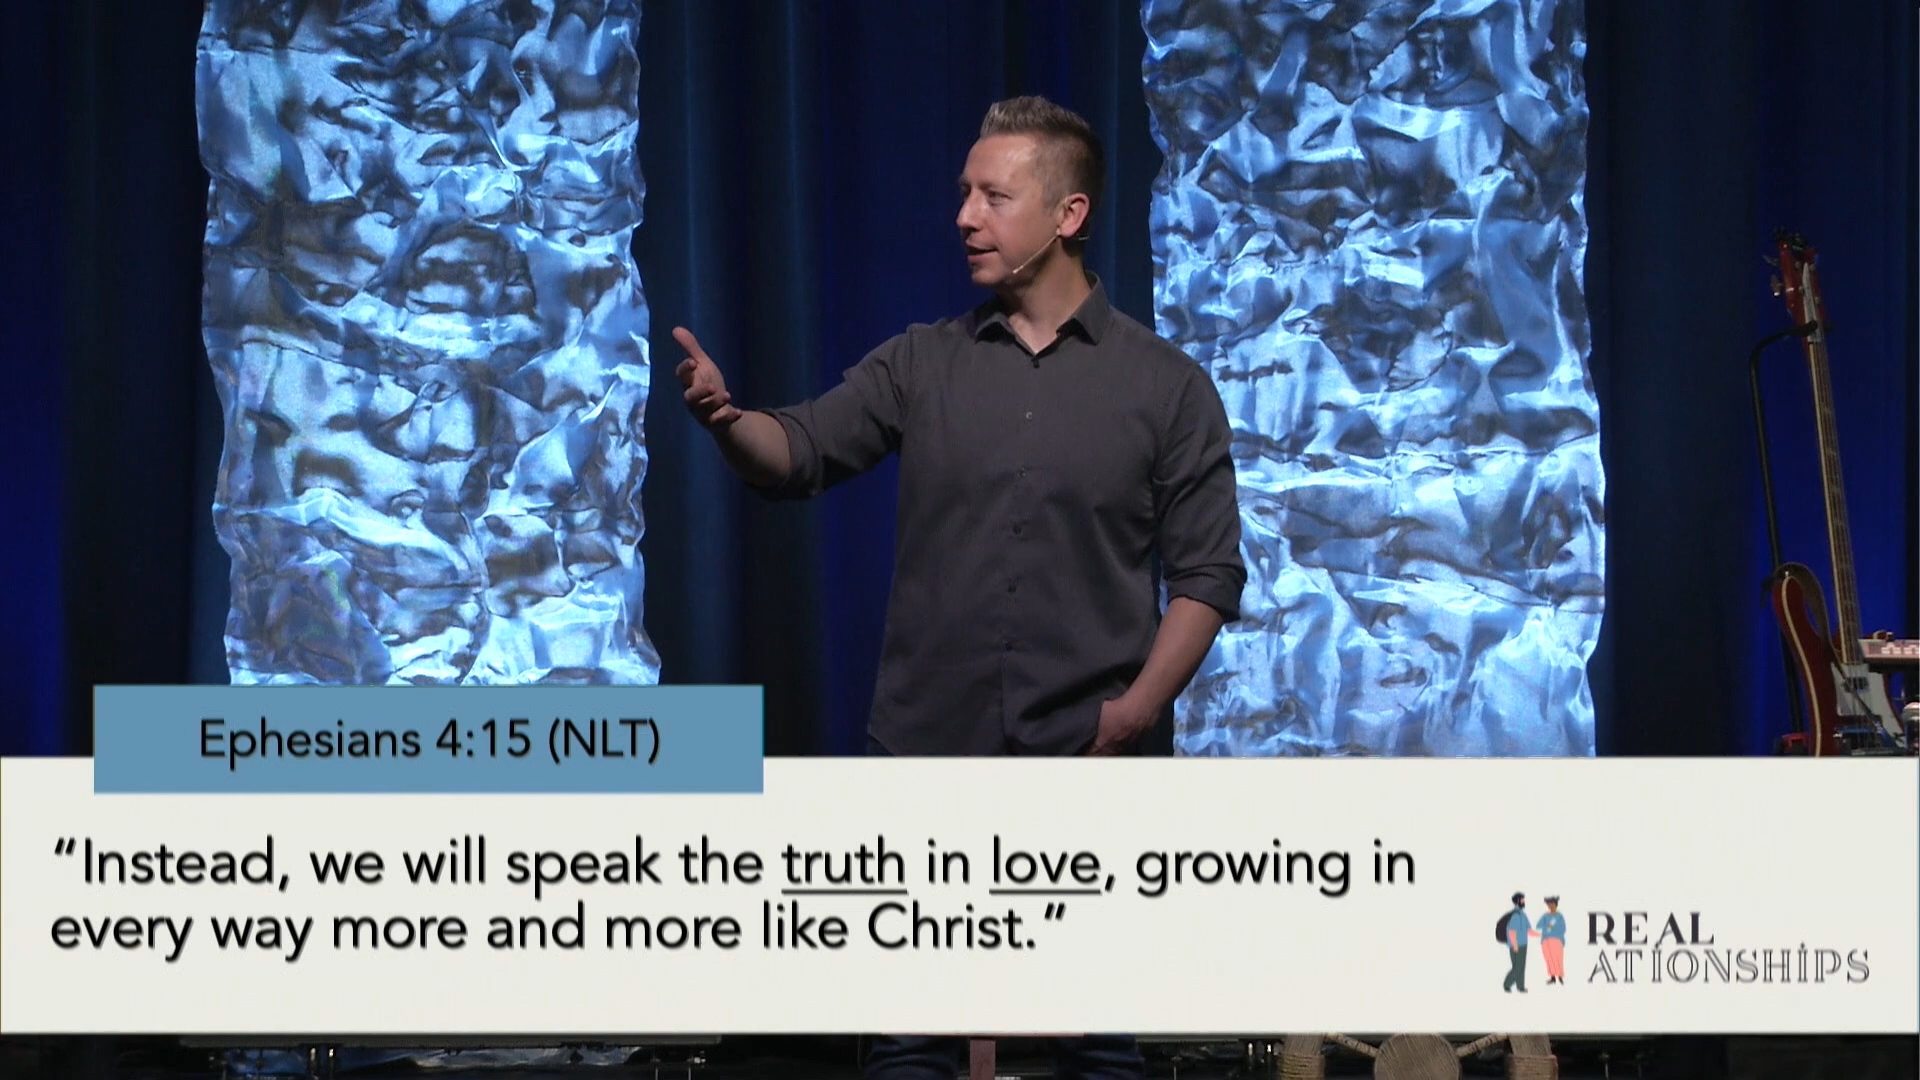 Ephesians 4:15 (NLT)
“Instead, we will speak the truth in love, growing in
every way more and more like Christ.”
REAL
ATIONSHIPS